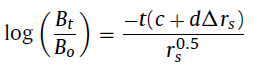 log (B_t / B_o) = −t(c + dΔr_s) / r_s^0.5